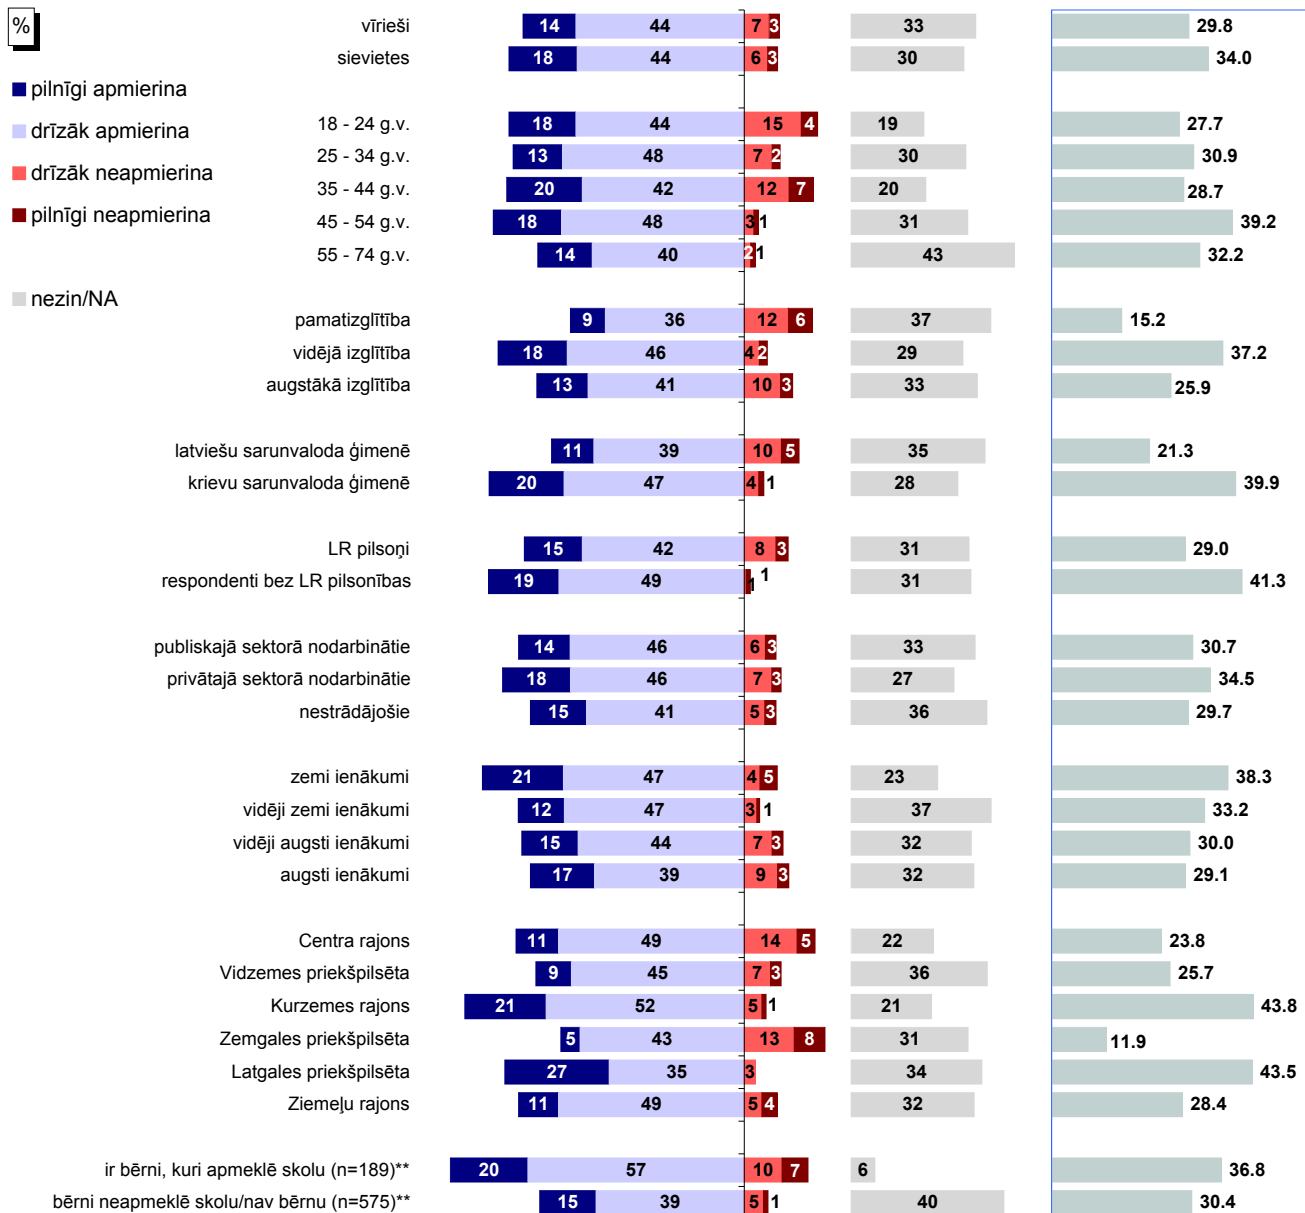 %
pilnīgi apmierina
drīzāk apmierina
drīzāk neapmierina
pilnīgi neapmierina
nezin/NA
vīrieši 14 44 7 3 33 29.8
sievietes 18 44 6 3 30 34.0
18 - 24 g.v. 18 44 15 4 19 27.7
25 - 34 g.v. 13 48 7 2 30 30.9
35 - 44 g.v. 20 42 12 7 20 28.7
45 - 54 g.v. 18 48 3 1 31 39.2
55 - 74 g.v. 14 40 2 1 43 32.2
pamatizglītība 9 36 12 6 37 15.2
vidējā izglītība 18 46 4 2 29 37.2
augstākā izglītība 13 41 10 3 33 25.9
latviešu sarunvaloda ģimenē 11 39 10 5 35 21.3
krievu sarunvaloda ģimenē 20 47 4 1 28 39.9
LR pilsoņi 15 42 8 3 31 29.0
respondenti bez LR pilsonības 19 49 1 1 31 41.3
publiskajā sektorā nodarbinātie 14 46 6 3 33 30.7
privātajā sektorā nodarbinātie 18 46 7 3 27 34.5
nestrādājošie 15 41 5 3 36 29.7
zemi ienākumi 21 47 4 5 23 38.3
vidēji zemi ienākumi 12 47 3 1 37 33.2
vidēji augsti ienākumi 15 44 7 3 32 30.0
augsti ienākumi 17 39 9 3 32 29.1
Centra rajons 11 49 14 5 22 23.8
Vidzemes priekšpilsēta 9 45 7 3 36 25.7
Kurzemes rajons 21 52 5 1 21 43.8
Zemgales priekšpilsēta 5 43 13 8 31 11.9
Latgales priekšpilsēta 27 35 3 34 43.5
Ziemeļu rajons 11 49 5 4 32 28.4
ir bērni, kuri apmeklē skolu (n=189)** 20 57 10 7 6 36.8
bērni neapmeklē skolu/nav bērnu (n=575)** 15 39 5 1 40 30.4